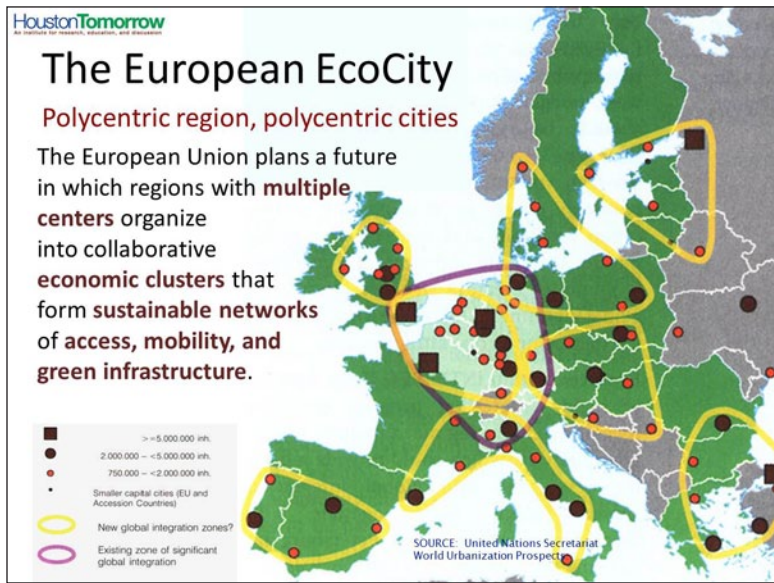 HoustonTomorrow
An institute for research, education, and discussion
The European EcoCity
Polycentric region, polycentric cities
The European Union plans a future
in which regions with multiple
centers organize
into collaborative
economic clusters that
form sustainable networks
of access, mobility, and
green infrastructure.
>=5.000.000 inh.
2.000.000 – <5.000.000 inh.
750.000 – <2.000.000 inh.
Smaller capital cities (EU and
Accession Countries)
New global integration zones?
Existing zone of significant
global integration
SOURCE: United Nations Secretariat
World Urbanization Prospects